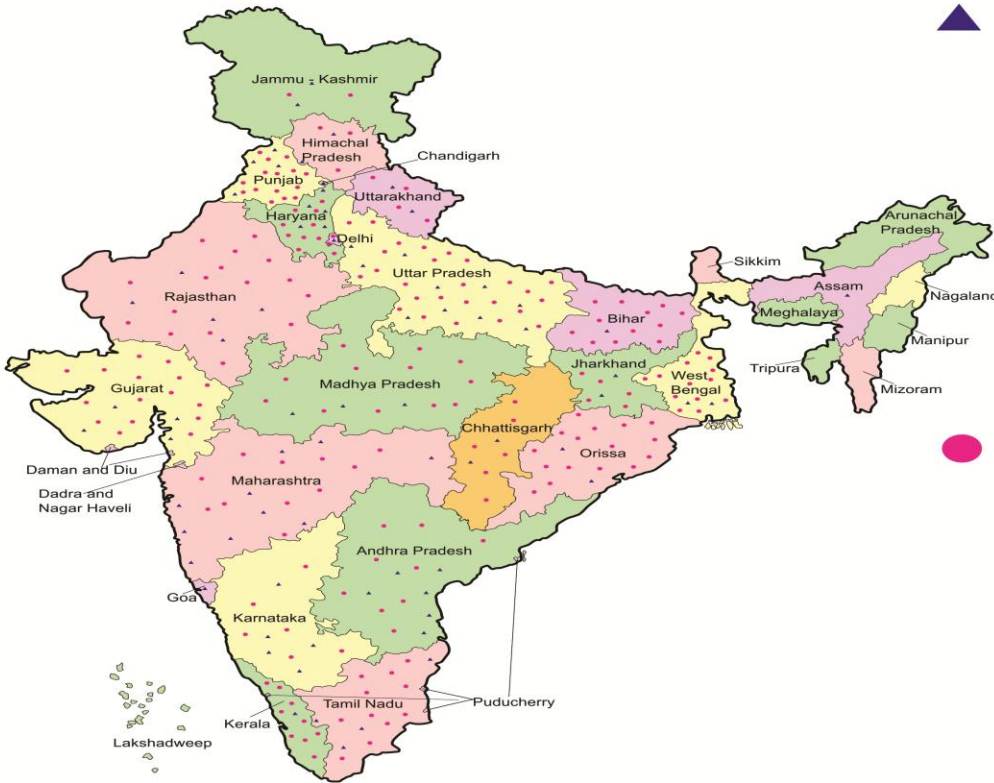 Jammu - Kashmir
Himachal
Pradesh
Chandigarh
Punjab
Uttarakhand
Haryana
Delhi
Arunachal
Pradesh
Sikkim
Uttar Pradesh
Assam
Rajasthan
Nagaland
Meghalaya
Bihar
Manipur
Jharkhand
Tripura
West
Bengal
Gujarat
Madhya Pradesh
Mizoram
Chhattisgarh
Orissa
Daman and Diu
Maharashtra
Dadra and
Nagar Haveli
Andhra Pradesh
Goa
Karnataka
Tamil Nadu
Puducherry
Kerala
Lakshadweep